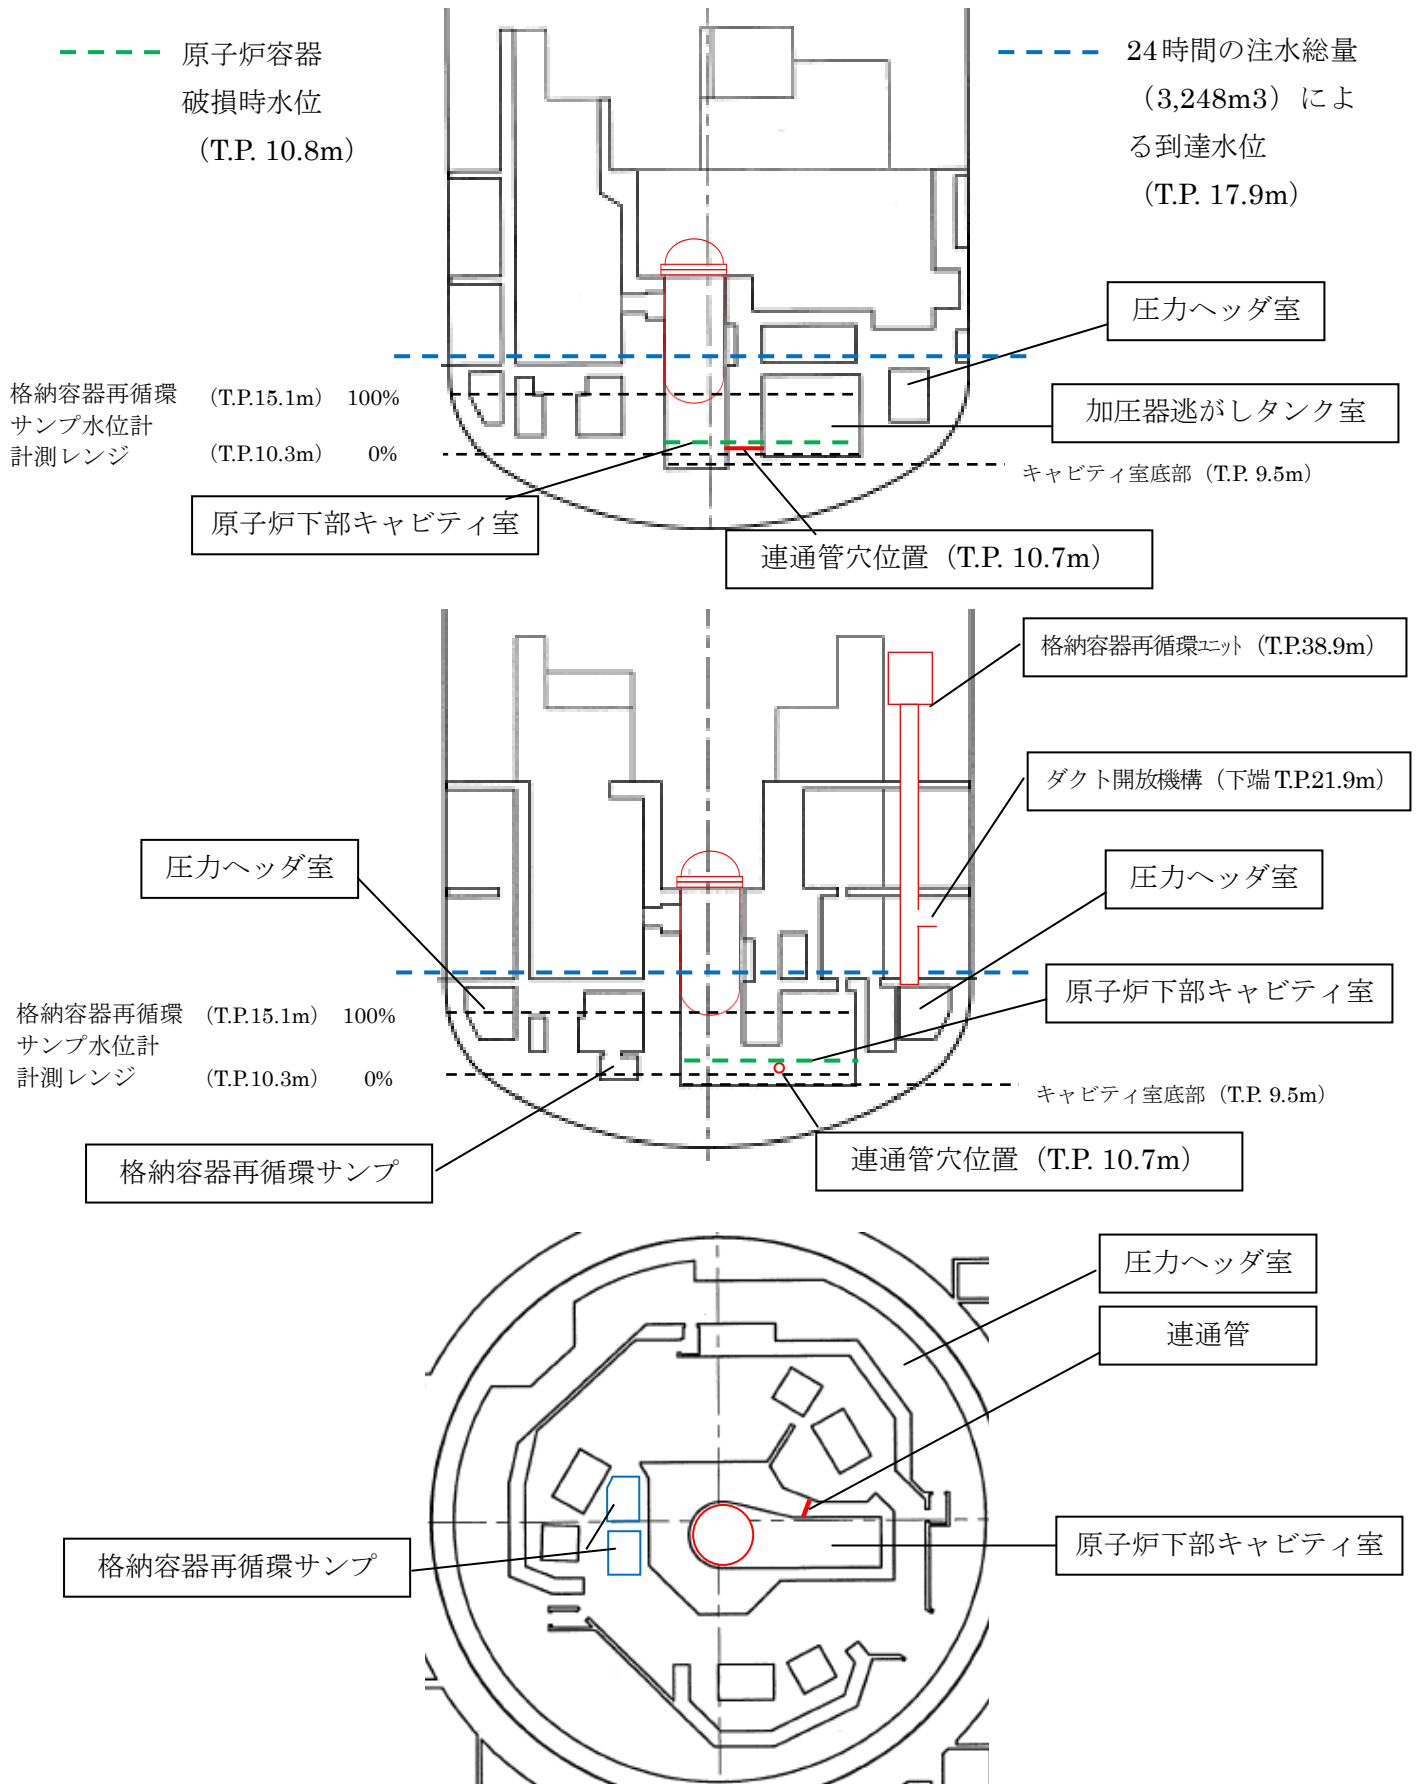 原子炉容器
破損時水位
（T.P. 10.8m）
24時間の注水総量
（3,248m3）によ
る到達水位
（T.P. 17.9m）
圧力ヘッダ室
格納容器再循環
サンプ水位計
計測レンジ
（T.P.15.1m） 100%
（T.P.10.3m） 0%
加圧器逃がしタンク室
キャビティ室底部（T.P. 9.5m）
原子炉下部キャビティ室
連通管穴位置（T.P. 10.7m）
格納容器再循環ユニット（T.P.38.9m）
ダクト開放機構（下端 T.P.21.9m）
圧力ヘッダ室
圧力ヘッダ室
原子炉下部キャビティ室
格納容器再循環
サンプ水位計
計測レンジ
（T.P.15.1m） 100%
（T.P.10.3m） 0%
キャビティ室底部（T.P. 9.5m）
連通管穴位置（T.P. 10.7m）
格納容器再循環サンプ
圧力ヘッダ室
連通管
原子炉下部キャビティ室
格納容器再循環サンプ